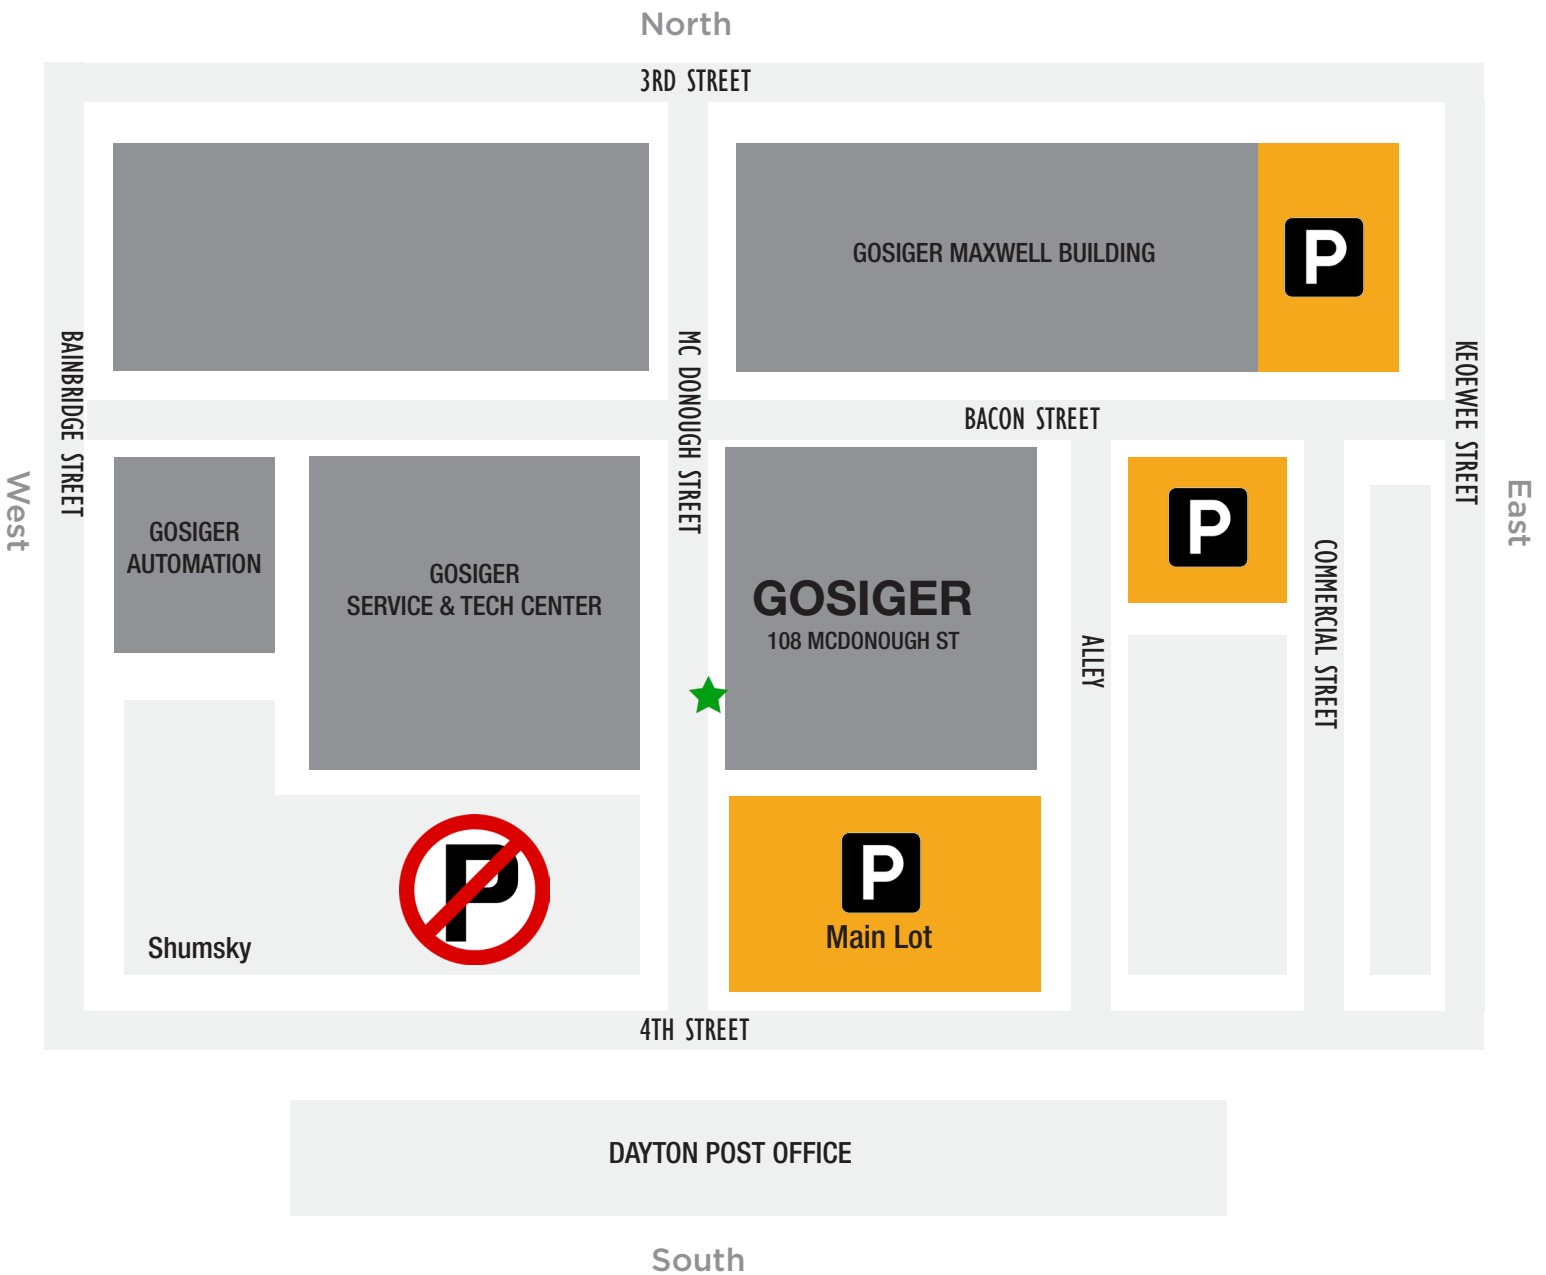 North
3RD STREET
GOSIGER MAXWELL BUILDING
P
BAINBRIDGE STREET
MC DONOUGH STREET
KEOEWEE STREET
BACON STREET
West
East
GOSIGER
AUTOMATION
GOSIGER
SERVICE & TECH CENTER
GOSIGER
108 MCDONOUGH ST
P
ALLEY
COMMERCIAL STREET
P
Shumsky
P
Main Lot
4TH STREET
DAYTON POST OFFICE
South